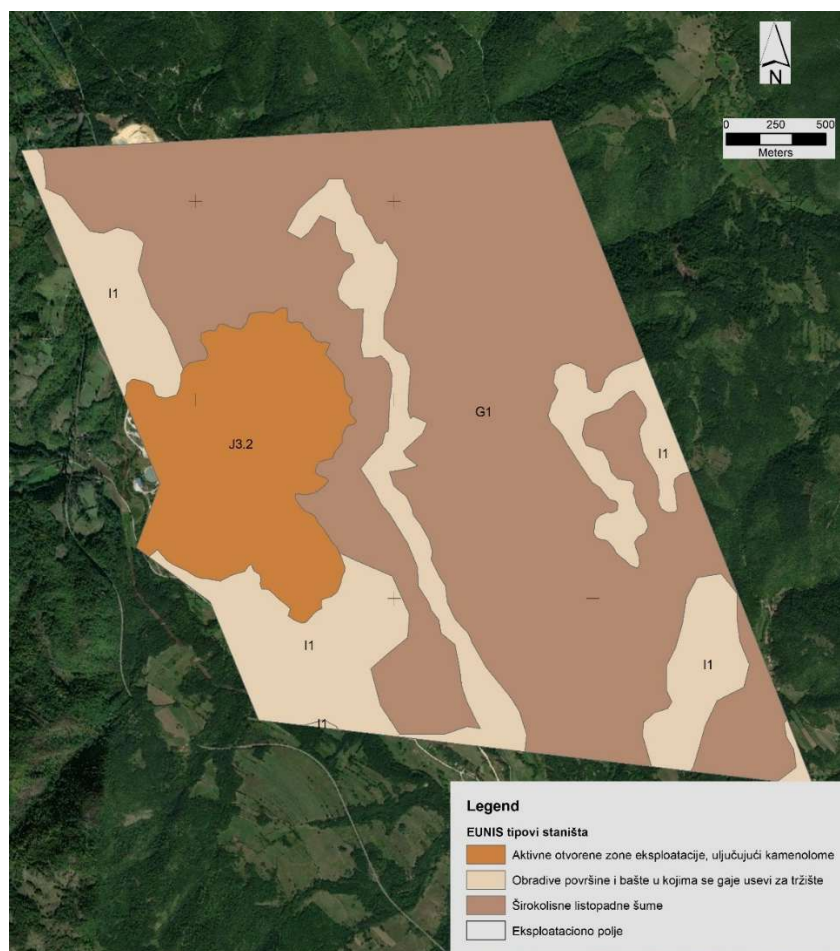 N
0 250 500
Meters
I1
J3.2
G1
I1
I1
I1
I1
Legend
EUNIS tipovi staništa
Aktivne otvorene zone eksploatacije, uljučujući kamenolome
Obradive površine i bašte u kojima se gaje usevi za tržište
Širokolisne listopadne šume
Eksploataciono polje